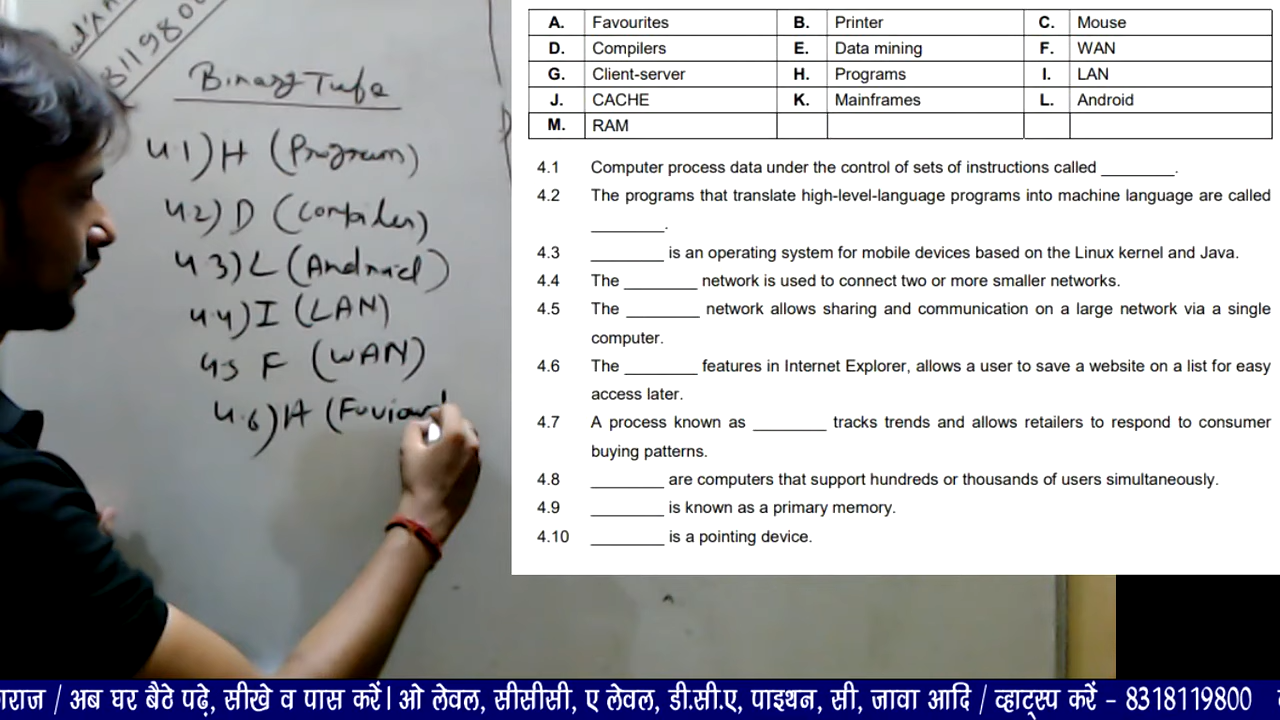 811980
Binary Tube
4.1) H (Program)
4.2) D (Compiler)
4.3) L (Android)
4.4) I (LAN)
4.5 F (WAN)
4.6) A (Faviour
A. Favourites B. Printer C. Mouse
D. Compilers E. Data mining F. WAN
G. Client-server H. Programs I. LAN
J. CACHE K. Mainframes L. Android
M. RAM
4.1 Computer process data under the control of sets of instructions called ________.
4.2 The programs that translate high-level-language programs into machine language are called
________.
4.3 ________ is an operating system for mobile devices based on the Linux kernel and Java.
4.4 The ________ network is used to connect two or more smaller networks.
4.5 The ________ network allows sharing and communication on a large network via a single
computer.
4.6 The ________ features in Internet Explorer, allows a user to save a website on a list for easy
access later.
4.7 A process known as ________ tracks trends and allows retailers to respond to consumer
buying patterns.
4.8 ________ are computers that support hundreds or thousands of users simultaneously.
4.9 ________ is known as a primary memory.
4.10 ________ is a pointing device.
/ अब घर बैठे पढ़े, सीखे व पास करें। ओ लेवल, सीसीसी, ए लेवल, डी.सी.ए, पाइथन, सी, जावा आदि / व्हाट्स्प करें - 8318119800